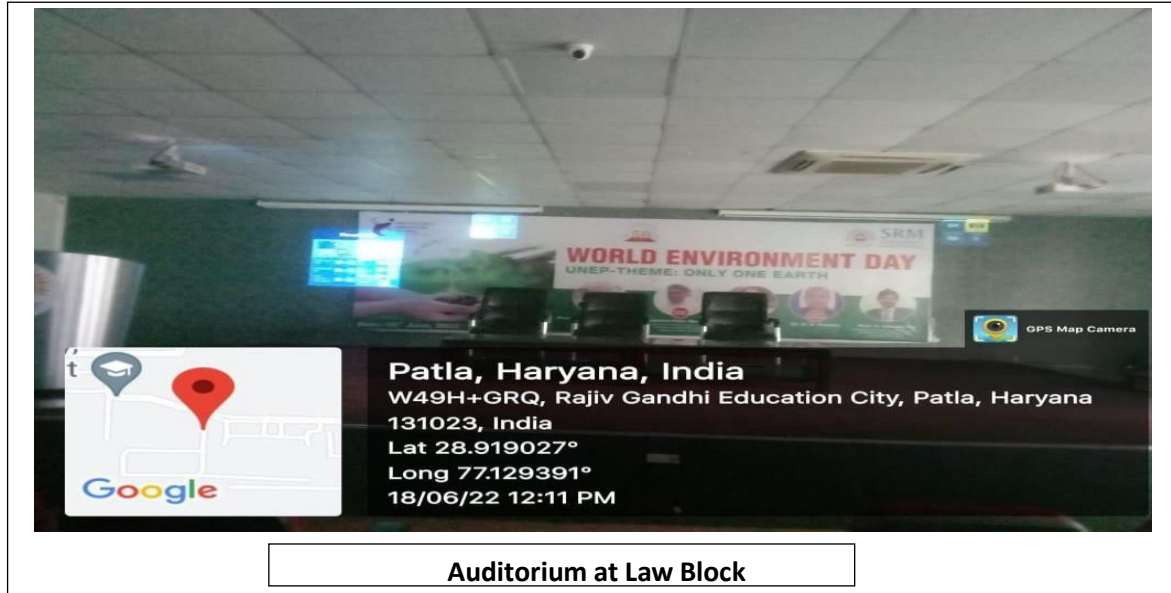 SRM
WORLD ENVIRONMENT DAY
UNEP-THEME: ONLY ONE EARTH
GPS Map Camera
t
Google
Patla, Haryana, India
W49H+GRQ, Rajiv Gandhi Education City, Patla, Haryana
131023, India
Lat 28.919027°
Long 77.129391°
18/06/22 12:11 PM
Auditorium at Law Block